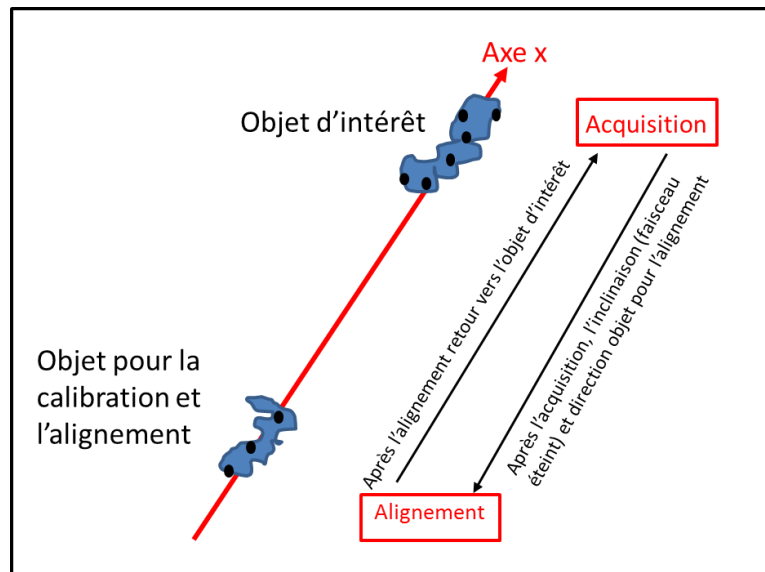 Axe x
Objet d'intérêt
Acquisition
Après l'alignement retour vers l'objet d'intérêt
Après l'acquisition, l'inclinaison (faisceau
éteint) et direction objet pour l'alignement
Objet pour la
calibration et
l'alignement
Alignement